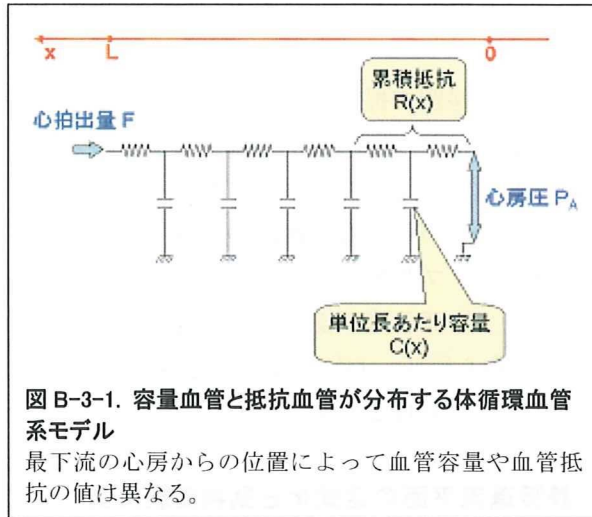 x
L
0
累積抵抗
R(x)
心拍出量 F
心房圧 PA
単位長あたり容量
C(x)
図 B-3-1. 容量血管と抵抗血管が分布する体循環血管
系モデル
最下流の心房からの位置によって血管容量や血管抵
抗の値は異なる。